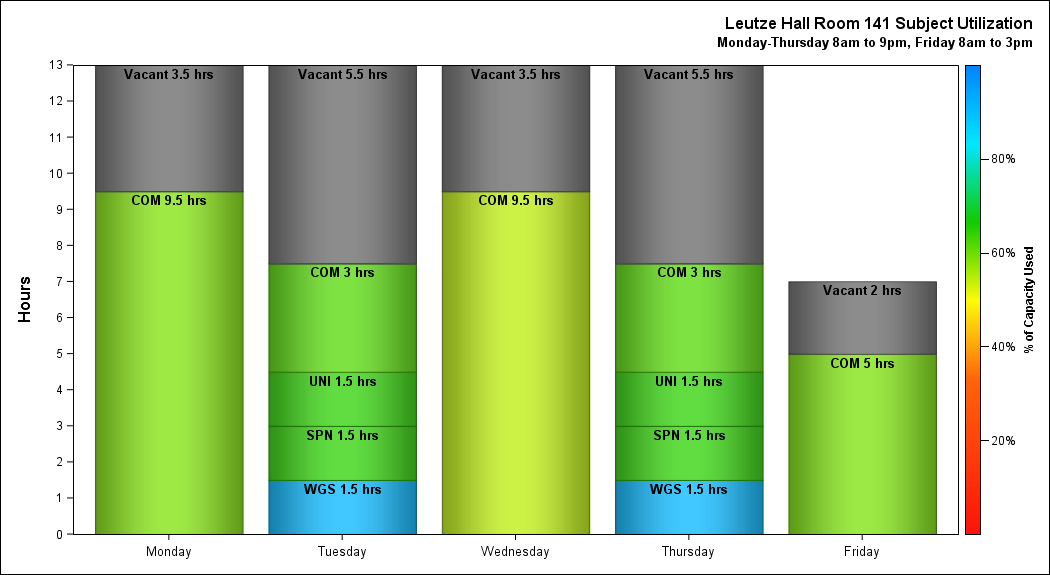 Leutze Hall Room 141 Subject Utilization
Monday-Thursday 8am to 9pm, Friday 8am to 3pm
Hours
13
12
11
10
9
8
7
6
5
4
3
2
1
0
Vacant 3.5 hrs
COM 9.5 hrs
Vacant 5.5 hrs
COM 3 hrs
UNI 1.5 hrs
SPN 1.5 hrs
WGS 1.5 hrs
Vacant 3.5 hrs
COM 9.5 hrs
Vacant 5.5 hrs
COM 3 hrs
UNI 1.5 hrs
SPN 1.5 hrs
WGS 1.5 hrs
Vacant 2 hrs
COM 5 hrs
Monday
Tuesday
Wednesday
Thursday
Friday
80%
60%
40%
20%
% of Capacity Used